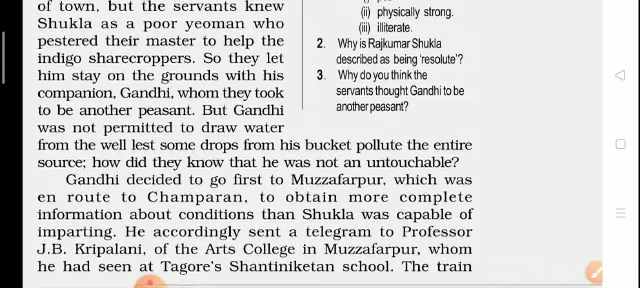 of town, but the servants knew
Shukla as a poor yeoman who
pestered their master to help the
indigo sharecroppers. So they let
him stay on the grounds with his
companion, Gandhi, whom they took
to be another peasant. But Gandhi
was not permitted to draw water
from the well lest some drops from his bucket pollute the entire
source; how did they know that he was not an untouchable?
Gandhi decided to go first to Muzzafarpur, which was
en route to Champaran, to obtain more complete
information about conditions than Shukla was capable of
imparting. He accordingly sent a telegram to Professor
J.B. Kripalani, of the Arts College in Muzzafarpur, whom
he had seen at Tagore's Shantiniketan school. The train
(ii) physically strong.
(iii) illiterate.
2. Why is Rajkumar Shukla
described as being 'resolute'?
3. Why do you think the
servants thought Gandhi to be
another peasant?